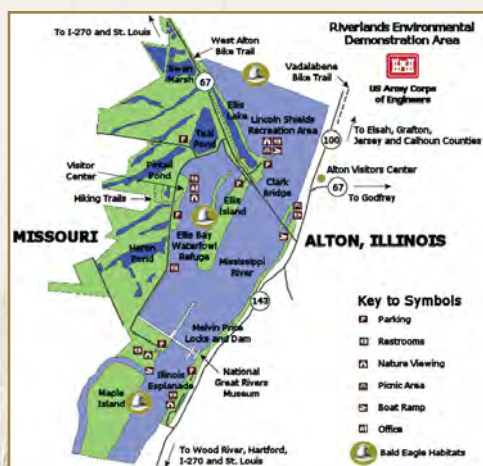 To I-270 and St. Louis
West Alton
Bike Trail
Riverlands Environmental
Demonstration Area
Vadalabene
Bike Trail
US Army Corps
of Engineers
Swan
Marsh
67
Ellis
Lake
Lincoln Shields
Recreation Area
100
To Elsah, Grafton,
Jersey and Calhoun Counties
Teal
Pond
Visitor
Center
Pintail
Pond
Clark
Bridge
Alton Visitors Center
67
To Godfrey
Hiking Trails
Ellis
Island
MISSOURI
Ellis Bay
Waterfowl
Refuge
ALTON, ILLINOIS
Heron
Pond
Mississippi
River
143
Key to Symbols
Parking
Restrooms
Nature Viewing
Picnic Area
Boat Ramp
Office
Bald Eagle Habitats
Melvin Price
Locks and Dam
National
Great Rivers
Museum
Illinois
Esplanade
Maple
Island
To Wood River, Hartford,
I-270 and St. Louis